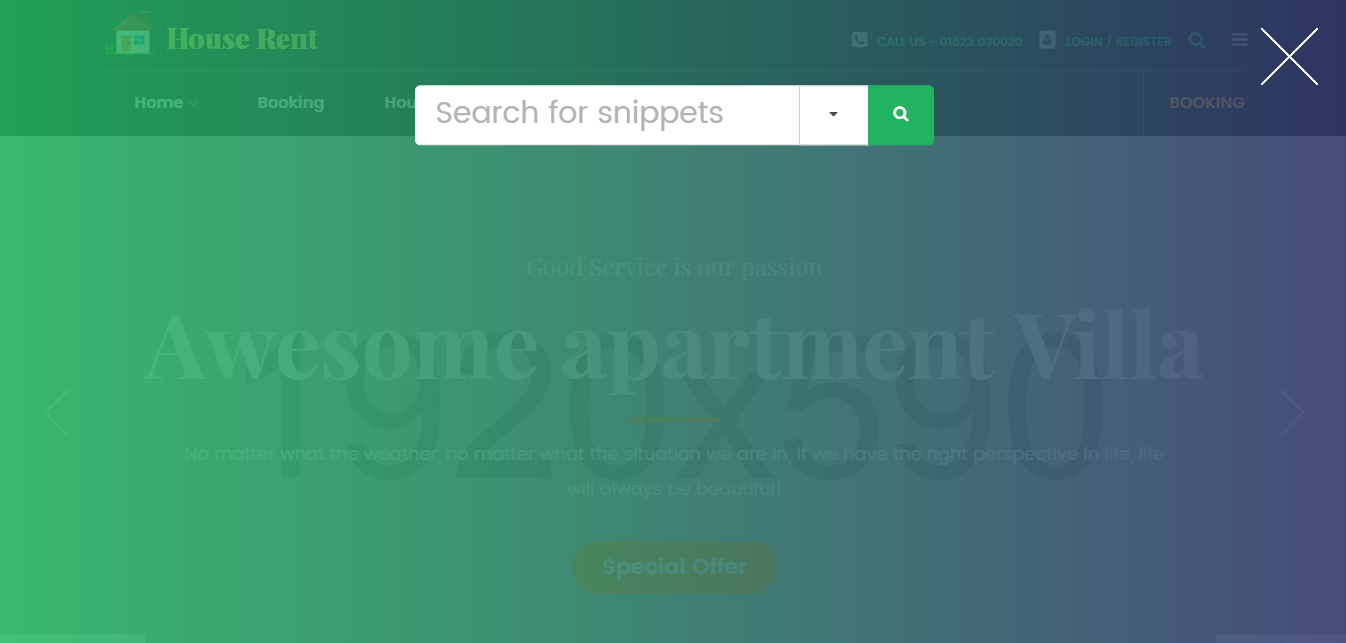 House Rent
CALL US - 01623 030020
LOGIN / REGISTER
Home
Booking
Hou
BOOKING
Search for snippets
Good Service is our passion
Awesome apartment Villa
1920x590
No matter what the weather, no matter what the situation we are in, if we have the right perspective in life, life
will always be beautiful!
Special Offer